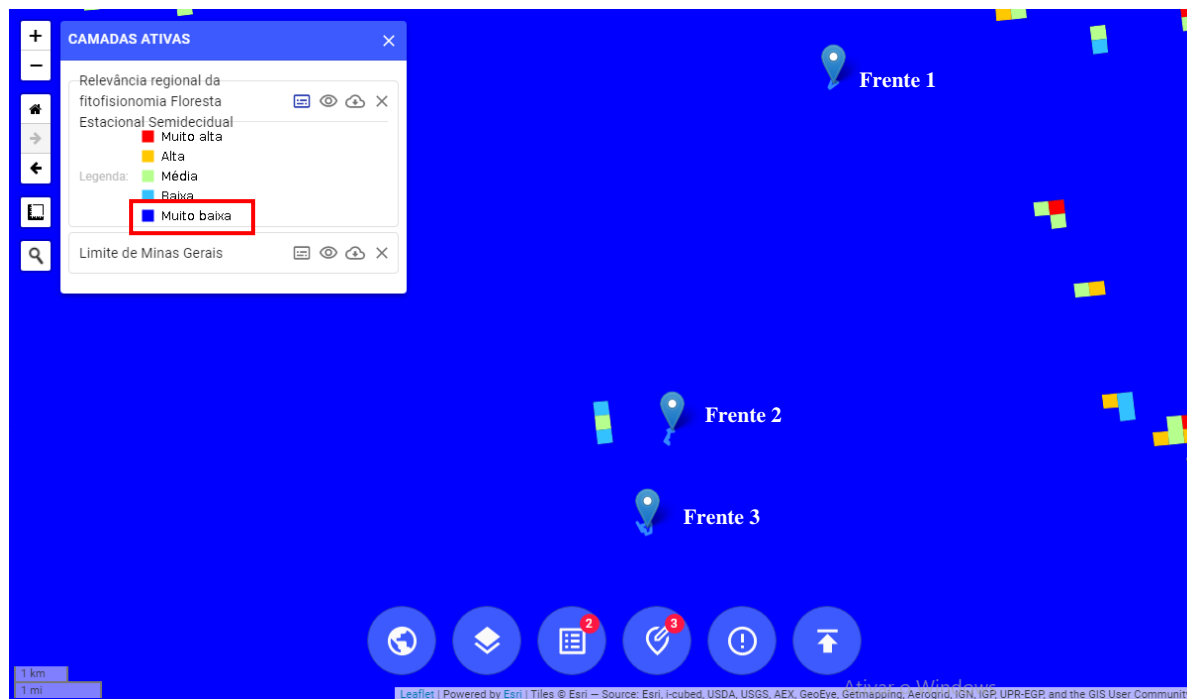 +
CAMADAS ATIVAS
−
Relevância regional da
fitofisionomia Floresta
Estacional Semidecidual
Muito alta
Alta
Legenda:
Média
Baixa
Muito baixa
Limite de Minas Gerais
Frente 1
Frente 2
Frente 3
2
3
1 km
1 mi
Ativar o Windows
Leaflet | Powered by Esri | Tiles © Esri — Source: Esri, i-cubed, USDA, USGS, AEX, GeoEye, Getmapping, Aerogrid, IGN, IGP, UPR-EGP, and the GIS User Communit